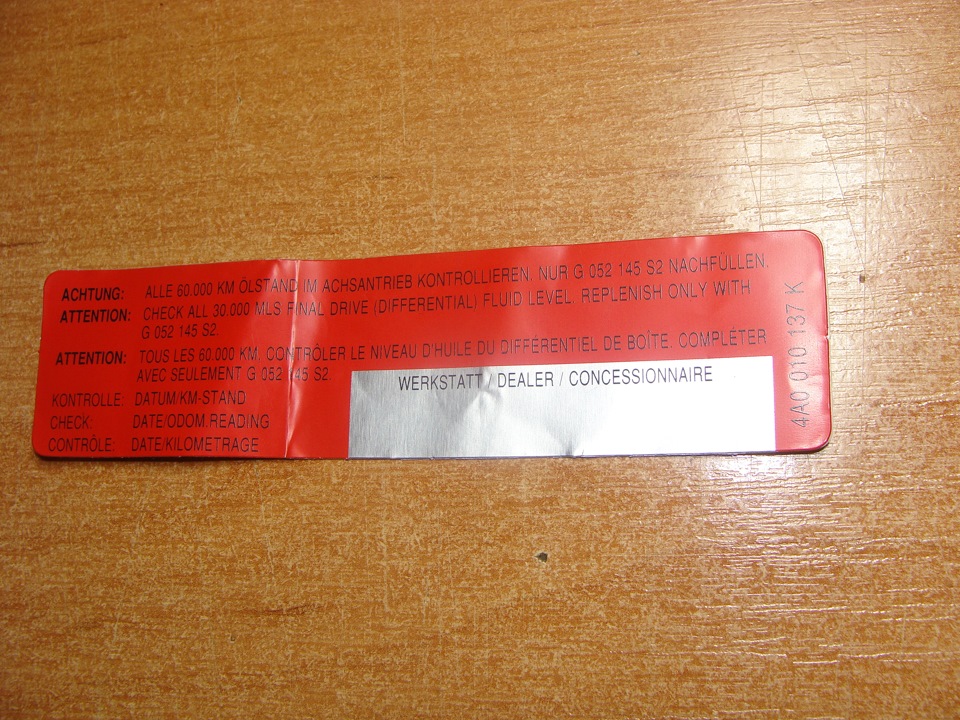 ACHTUNG: ALLE 60.000 KM ÖLSTAND IM ACHSANTRIEB KONTROLLIEREN. NUR G 052 145 S2 NACHFÜLLEN.
ATTENTION: CHECK ALL 30.000 MLS FINAL DRIVE (DIFFERENTIAL) FLUID LEVEL. REPLENISH ONLY WITH
G 052 145 S2.
ATTENTION: TOUS LES 60.000 KM. CONTRÔLER LE NIVEAU D'HUILE DU DIFFÉRENTIEL DE BOÎTE. COMPLÉTER
AVEC SEULEMENT G 052 145 S2.
KONTROLLE: DATUM/KM-STAND
CHECK: DATE/ODOM.READING
CONTRÔLE: DATE/KILOMETRAGE
WERKSTATT / DEALER / CONCESSIONNAIRE
4A0 010 137 K